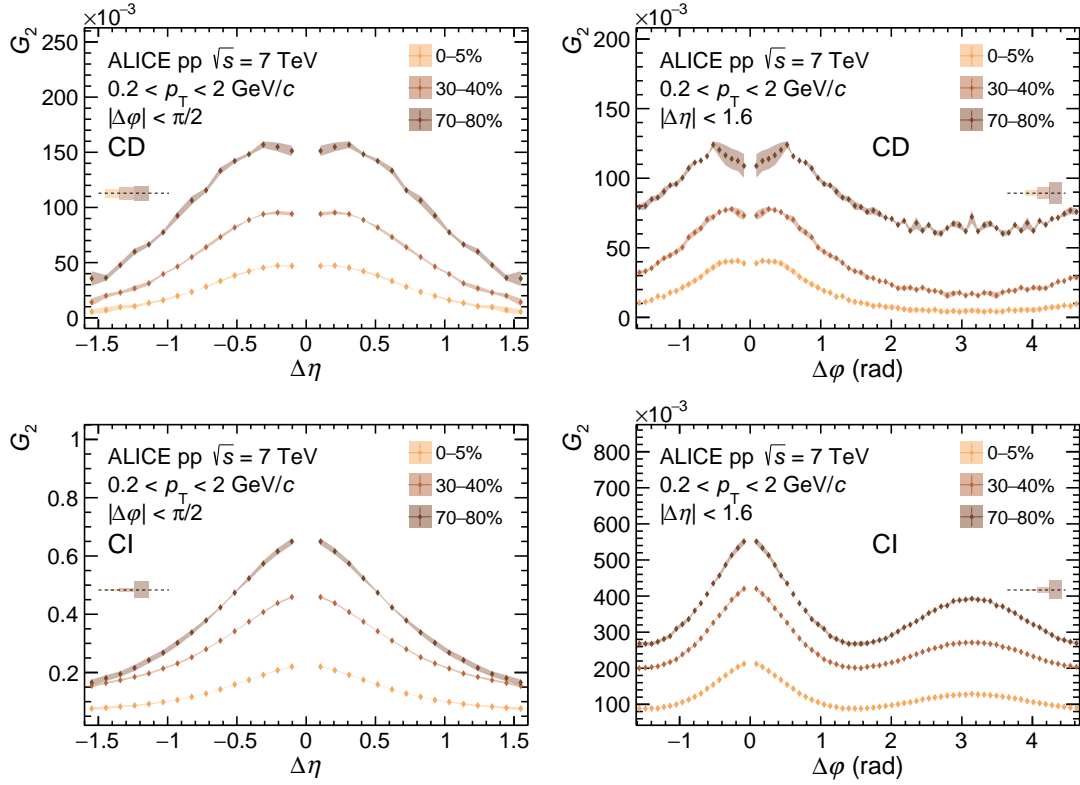 ×10⁻³
G₂
250
200
150
100
50
0
ALICE pp √s = 7 TeV
0.2 < p_T < 2 GeV/c
|Δφ| < π/2
CD
0–5%
30–40%
70–80%
−1.5 −1 −0.5 0 0.5 1 1.5
Δη
×10⁻³
G₂
200
150
100
50
0
ALICE pp √s = 7 TeV
0.2 < p_T < 2 GeV/c
|Δη| < 1.6
CD
0–5%
30–40%
70–80%
−1 0 1 2 3 4
Δφ (rad)
G₂
1
0.8
0.6
0.4
0.2
ALICE pp √s = 7 TeV
0.2 < p_T < 2 GeV/c
|Δφ| < π/2
CI
0–5%
30–40%
70–80%
−1.5 −1 −0.5 0 0.5 1 1.5
Δη
×10⁻³
G₂
800
700
600
500
400
300
200
100
ALICE pp √s = 7 TeV
0.2 < p_T < 2 GeV/c
|Δη| < 1.6
CI
0–5%
30–40%
70–80%
−1 0 1 2 3 4
Δφ (rad)